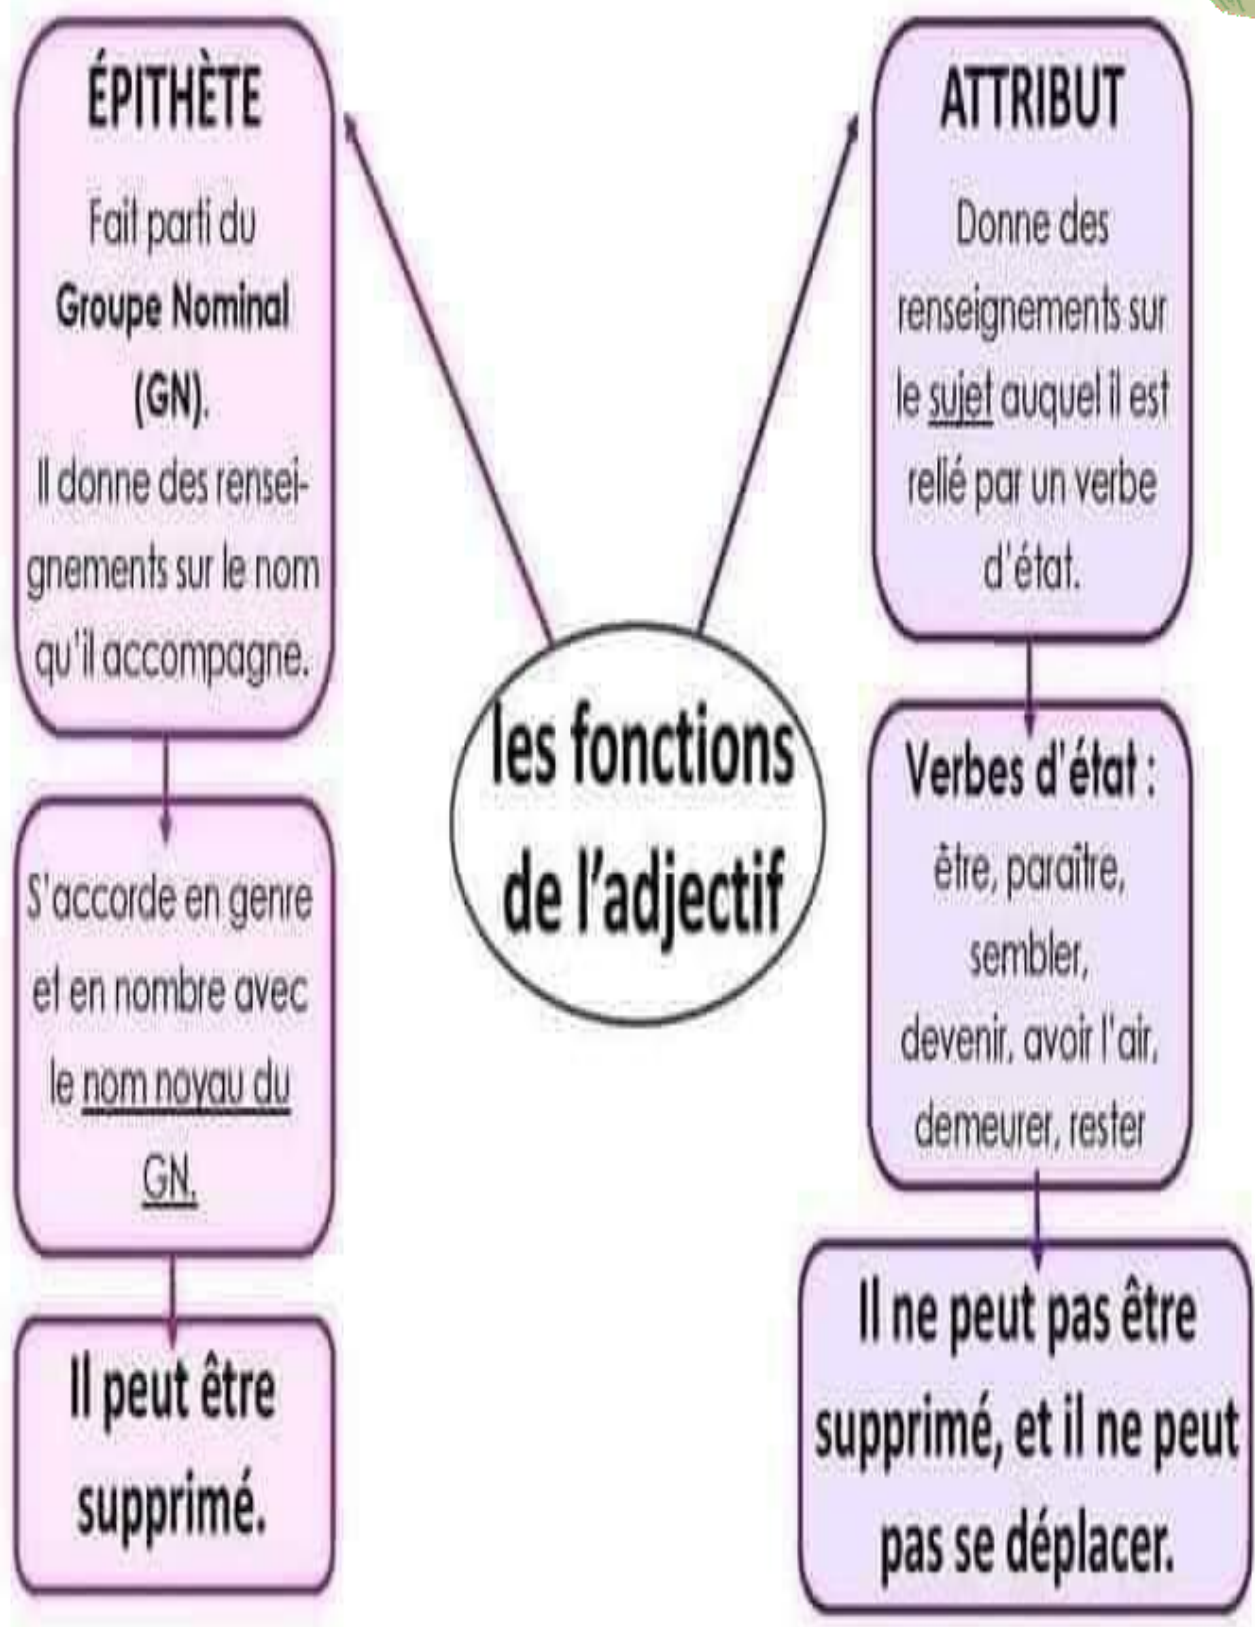 ÉPITHÈTE
Fait parti du
Groupe Nominal
(GN).
Il donne des rensei-
gnements sur le nom
qu'il accompagne.
S'accorde en genre
et en nombre avec
le nom noyau du
GN.
Il peut être
supprimé.
les fonctions
de l'adjectif
ATTRIBUT
Donne des
renseignements sur
le sujet auquel il est
relié par un verbe
d'état.
Verbes d'état :
être, paraître,
sembler,
devenir, avoir l'air,
demeurer, rester
Il ne peut pas être
supprimé, et il ne peut
pas se déplacer.